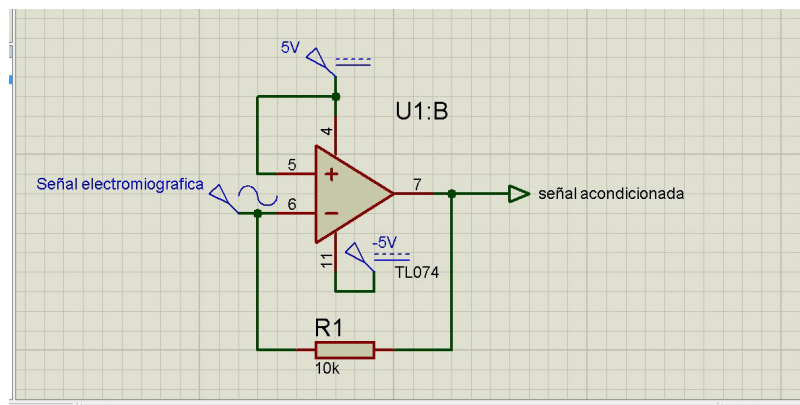 5V
U1:B
4
5
Señal electromiografica
6
7
señal acondicionada
11
-5V
TL074
R1
10k